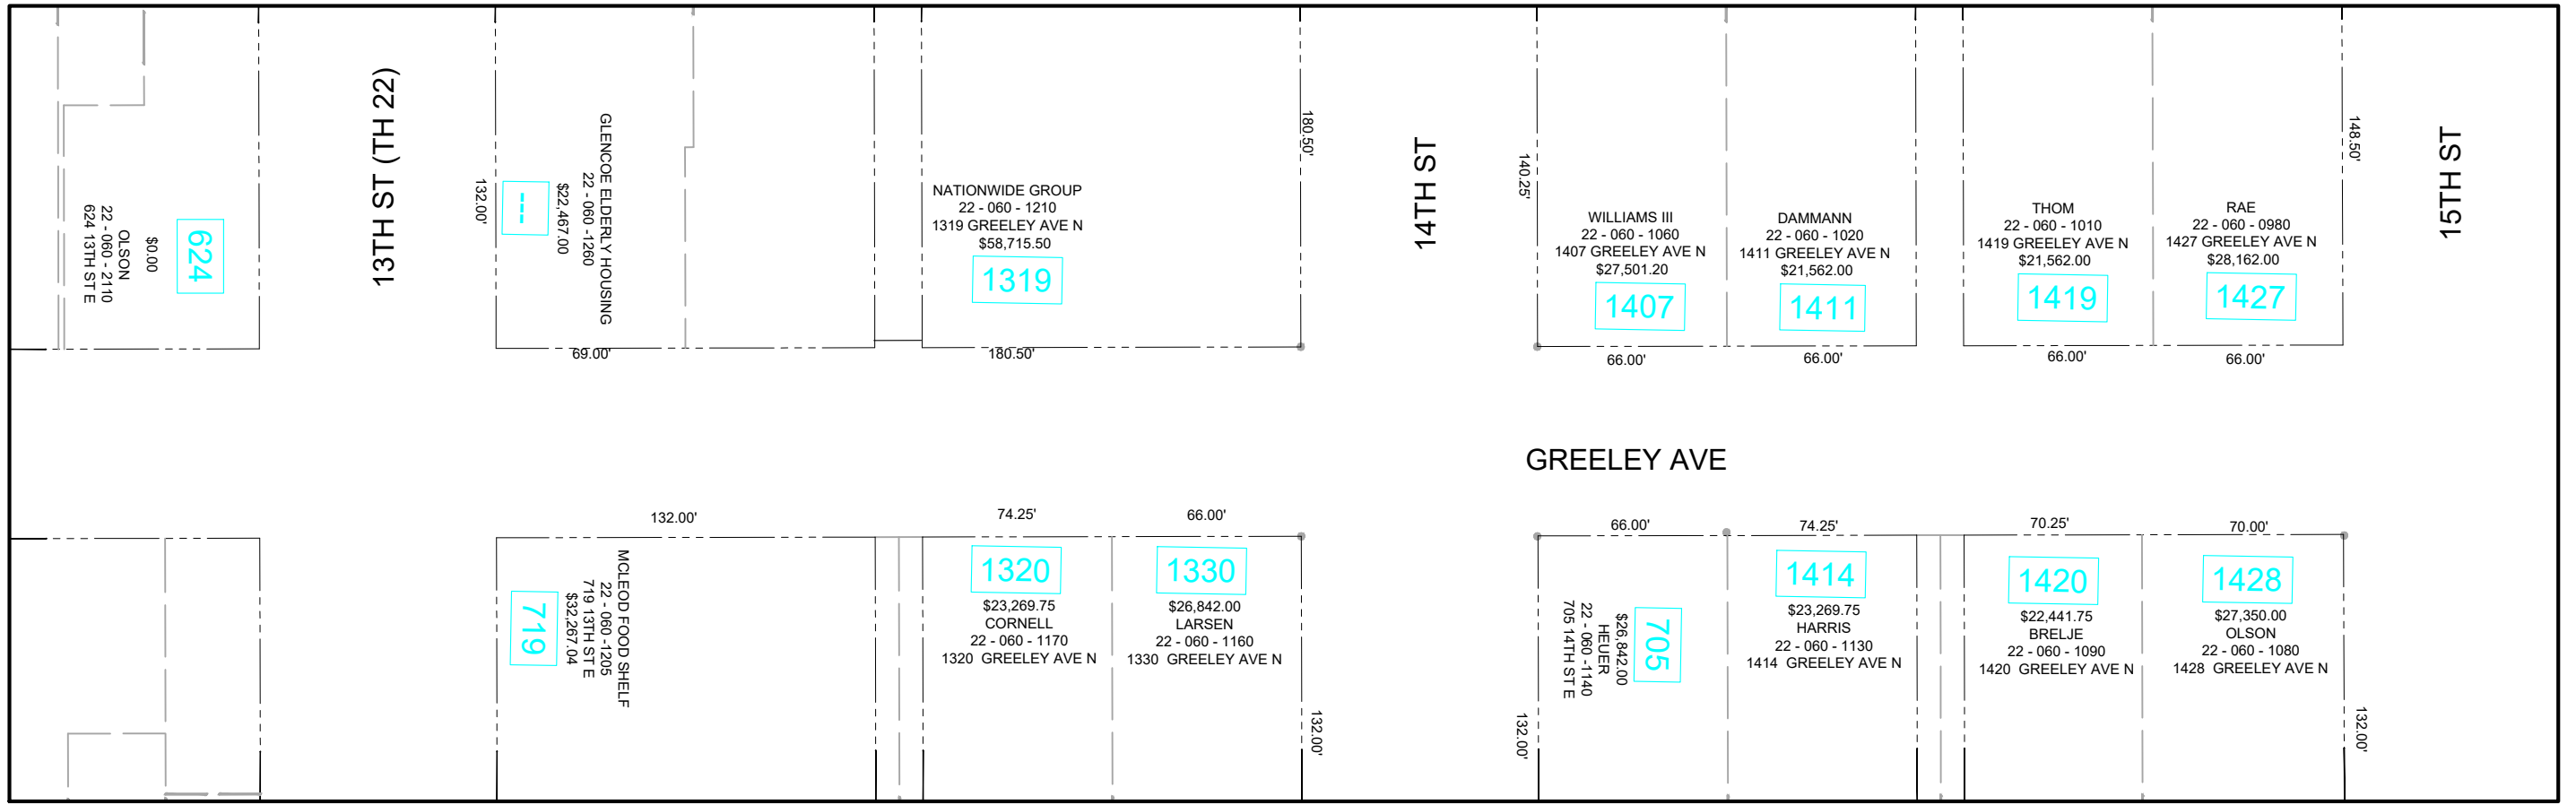 624
$0.00
OLSON
22 - 060 - 2110
624 13TH ST E
13TH ST (TH 22)
132.00'
---
$22,467.00
22 - 060 -1260
GLENCOE ELDERLY HOUSING
69.00'
NATIONWIDE GROUP
22 - 060 - 1210
1319 GREELEY AVE N
$58,715.50
1319
180.50'
180.50'
14TH ST
140.25'
WILLIAMS III
22 - 060 - 1060
1407 GREELEY AVE N
$27,501.20
1407
66.00'
DAMMANN
22 - 060 - 1020
1411 GREELEY AVE N
$21,562.00
1411
66.00'
THOM
22 - 060 - 1010
1419 GREELEY AVE N
$21,562.00
1419
66.00'
RAE
22 - 060 - 0980
1427 GREELEY AVE N
$28,162.00
1427
66.00'
148.50'
15TH ST
GREELEY AVE
132.00'
MCLEOD FOOD SHELF
22 - 060 -1205
719 13TH ST E
$32,267.04
719
74.25'
1320
$23,269.75
CORNELL
22 - 060 - 1170
1320 GREELEY AVE N
66.00'
1330
$26,842.00
LARSEN
22 - 060 - 1160
1330 GREELEY AVE N
132.00'
132.00'
66.00'
705
$26,842.00
HEUER
22 - 060 -1140
705 14TH ST E
74.25'
1414
$23,269.75
HARRIS
22 - 060 - 1130
1414 GREELEY AVE N
70.25'
1420
$22,441.75
BRELJE
22 - 060 - 1090
1420 GREELEY AVE N
70.00'
1428
$27,350.00
OLSON
22 - 060 - 1080
1428 GREELEY AVE N
132.00'